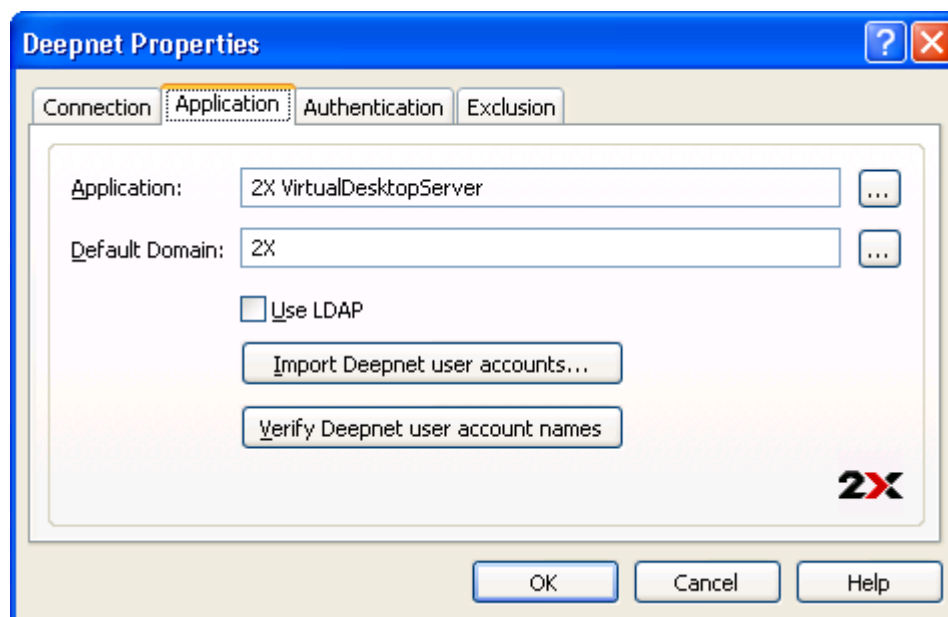 Deepnet Properties
Connection Application Authentication Exclusion
Application: 2X VirtualDesktopServer ...
Default Domain: 2X ...
Use LDAP
Import Deepnet user accounts...
Verify Deepnet user account names
2X
OK Cancel Help